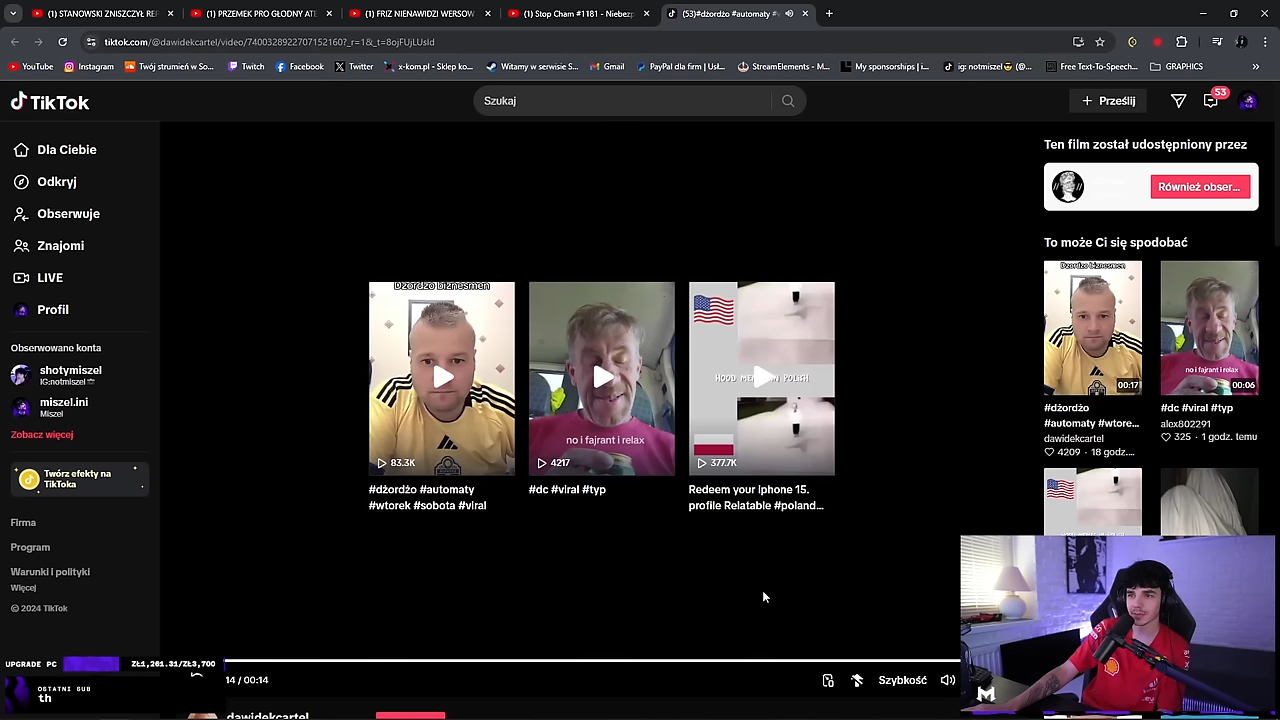 (1) STANOWSKI ZNISZCZYŁ REP
(1) PRZEMEK PRO GŁODNY ATE
(1) FRIZ NIENAWIDZI WERSOW
(1) Stop Cham #1181 - Niebezp
(53)#dżordżo #automaty #w
tiktok.com/@dawidekcartel/video/7400328922707152160?_r=1&_t=8ojFUjLUsld
YouTube
Instagram
Twój strumień w So...
Twitch
Facebook
Twitter
x-kom.pl - Sklep ko...
Witamy w serwisie S...
Gmail
PayPal dla firm | Usł...
StreamElements - M...
My sponsorships | i...
ig: notmiszel😎 (@...
Free Text-To-Speech...
GRAPHICS
TikTok
Szukaj
Prześlij
53
Dla Ciebie
Odkryj
Obserwuje
Znajomi
LIVE
Profil
Obserwowane konta
shotymiszel
IG:notmiszel
miszel.ini
Miszel
Zobacz więcej
Twórz efekty na
TikToka
Firma
Program
Warunki i polityki
Więcej
© 2024 TikTok
UPGRADE PC
Zł1,261.31/Zł3,700
OSTATNI SUB
th
Dżordżo biznesmen
83.3K
#dżordżo #automaty
#wtorek #sobota #viral
no i fajrant i relax
4217
#dc #viral #typ
HOOD MEMES IN POLISH
377.7K
Redeem your iphone 15.
profile Relatable #poland...
14 / 00:14
Szybkość
dawidekcartel
Ten film został udostępniony przez
Również obser...
To może Ci się spodobać
Dżordżo biznesmen
00:17
#dżordżo
#automaty #wtore...
dawidekcartel
4209 · 18 godz....
no i fajrant i relax
00:06
#dc #viral #typ
alex802291
325 · 1 godz. temu